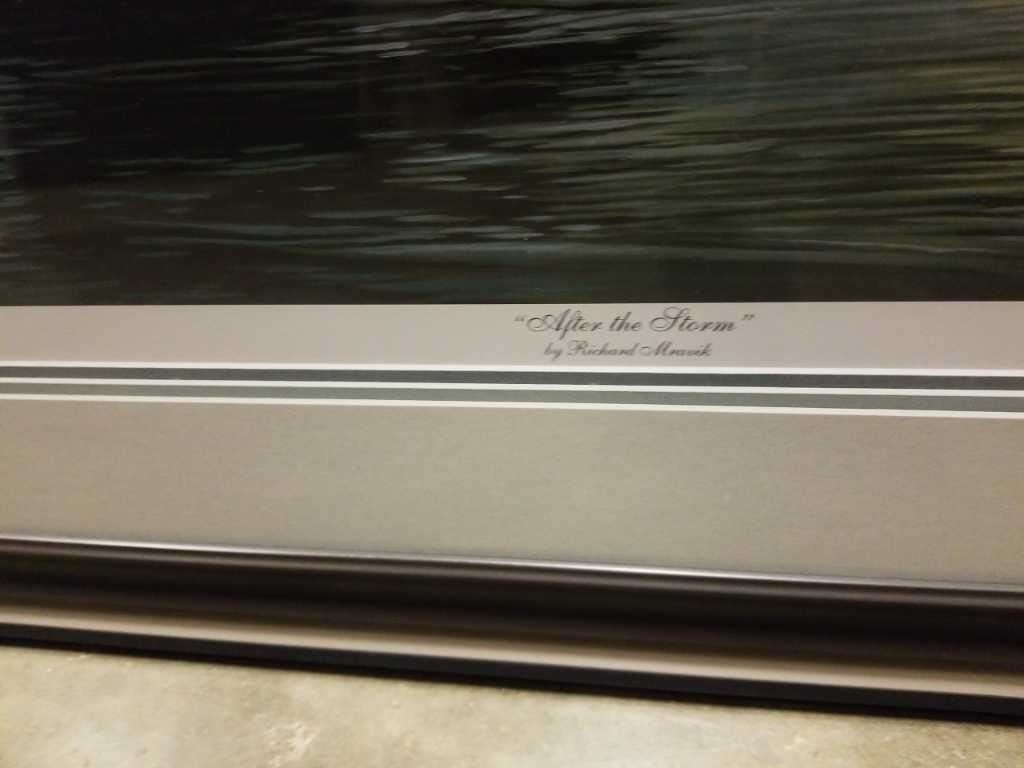 “After the Storm”
by Richard Mravik